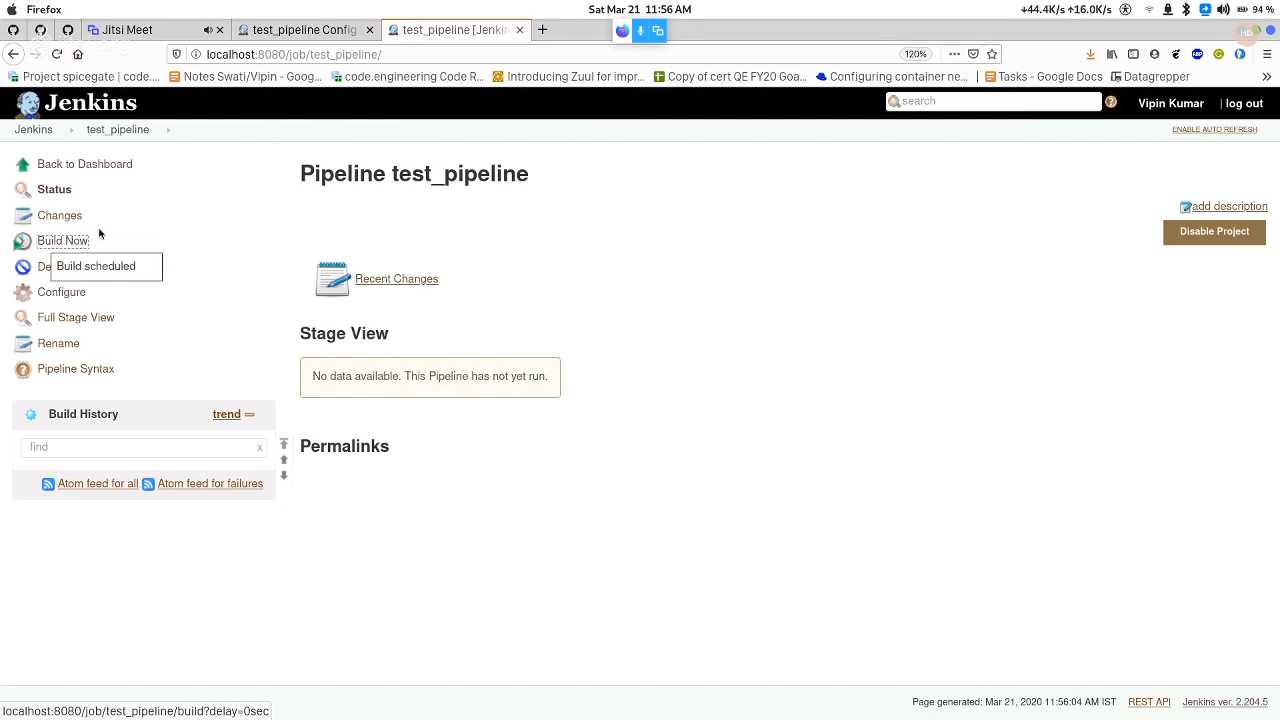 Firefox
Sat Mar 21 11:56 AM
↓44.4K/s ↑16.0K/s
94 %
Jitsi Meet
test_pipeline Config
test_pipeline [Jenkin
HD
localhost:8080/job/test_pipeline/
120%
Project spicegate | code....
Notes Swati/Vipin - Goog...
code.engineering Code R...
Introducing Zuul for impr...
Copy of cert QE FY20 Goa...
Configuring container ne...
Tasks - Google Docs
Datagrepper
Jenkins
search
Vipin Kumar
| log out
Jenkins
test_pipeline
ENABLE AUTO REFRESH
Back to Dashboard
Status
Changes
Build Now
De
Build scheduled
Configure
Full Stage View
Rename
Pipeline Syntax
Build History
trend
find
x
Atom feed for all
Atom feed for failures
Pipeline test_pipeline
add description
Disable Project
Recent Changes
Stage View
No data available. This Pipeline has not yet run.
Permalinks
Page generated: Mar 21, 2020 11:56:04 AM IST
REST API
Jenkins ver. 2.204.5
localhost:8080/job/test_pipeline/build?delay=0sec